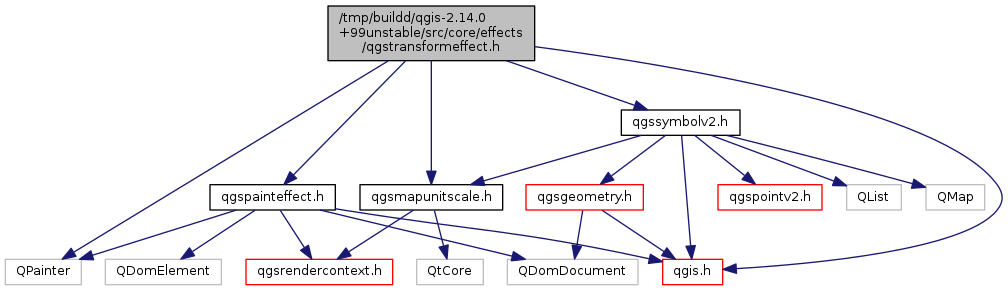 /tmp/buildd/qgis-2.14.0
+99unstable/src/core/effects
/qgstransformeffect.h
qgssymbolv2.h
qgspainteffect.h
qgsmapunitscale.h
qgsgeometry.h
qgspointv2.h
QList
QMap
QPainter
QDomElement
qgsrendercontext.h
QtCore
QDomDocument
qgis.h